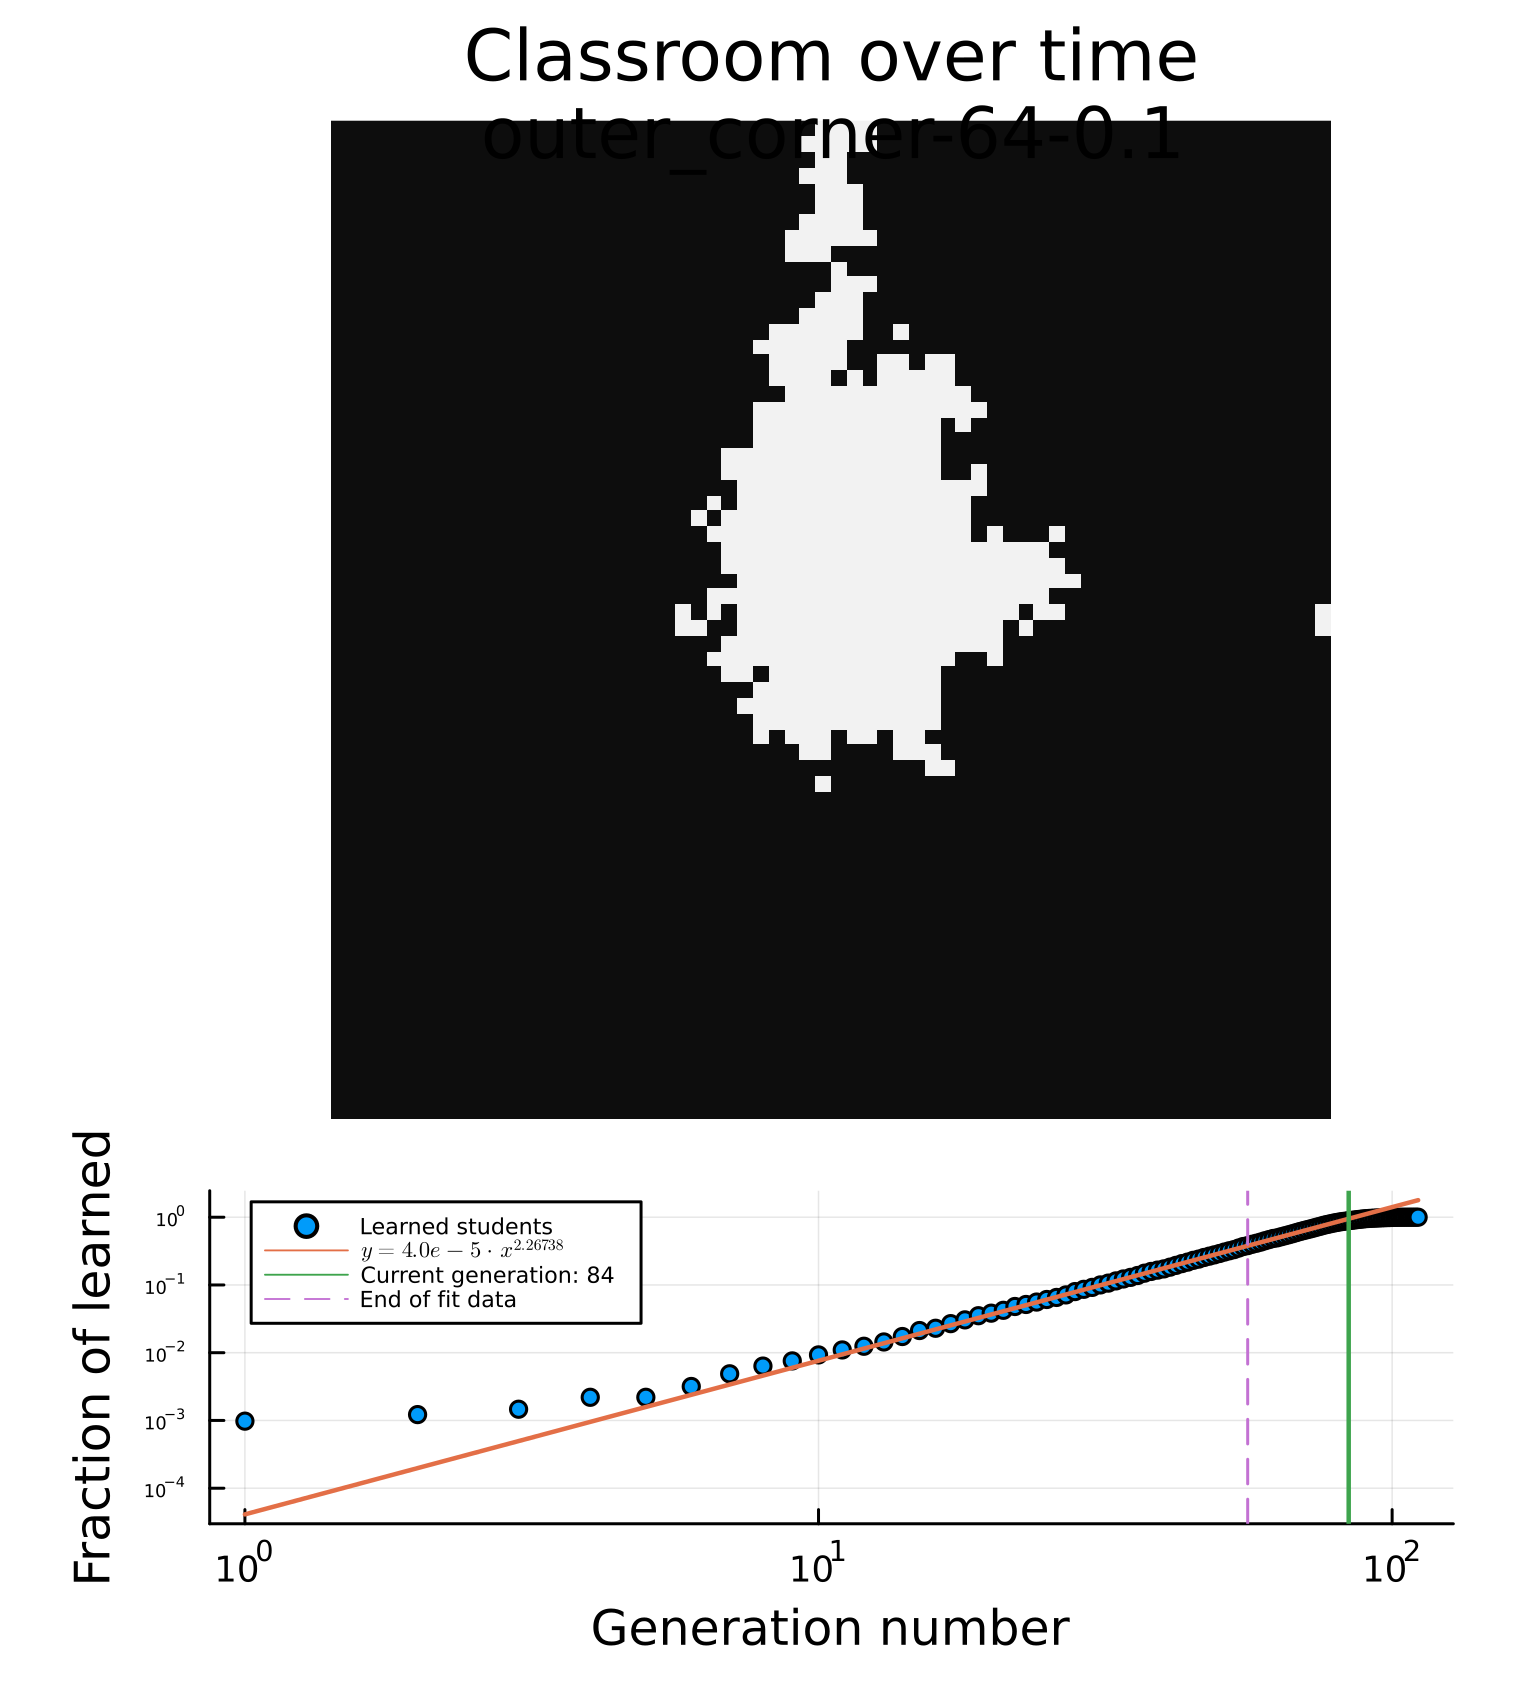 Classroom over time
outer_corner-64-0.1
Fraction of learned
10⁰
10⁻¹
10⁻²
10⁻³
10⁻⁴
Learned students
y = 4.0e − 5 · x^2.26738
Current generation: 84
End of fit data
10⁰ 10¹ 10²
Generation number